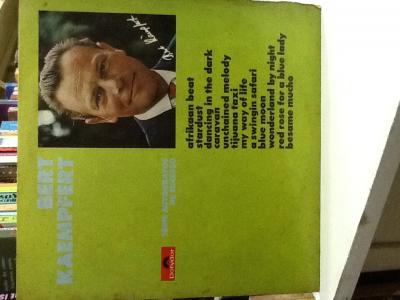 afrikaan beat
stardust
dancing in the dark
caravan
unchained melody
tijuana taxi
my way of life
a swingin safari
blue moon
wonderland by night
red rose for a blue lady
besame mucho
BERT
KAEMPFERT
Polydor